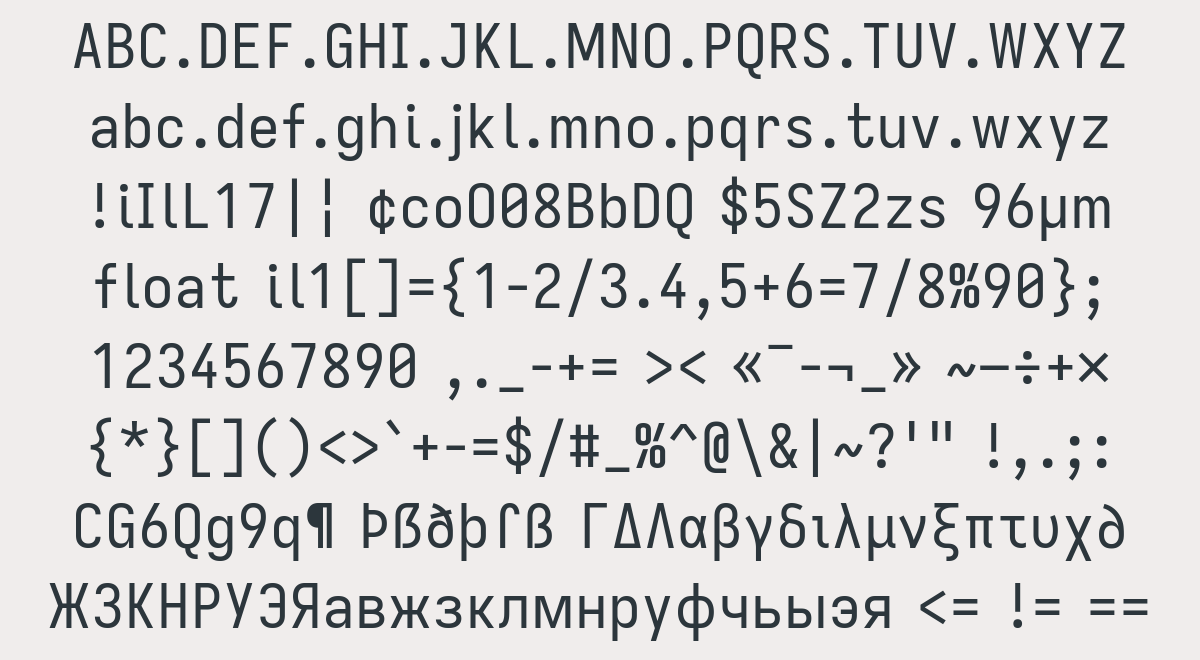 ABC.DEF.GHI.JKL.MNO.PQRS.TUV.WXYZ
abc.def.ghi.jkl.mno.pqrs.tuv.wxyz
!iIlL17|¦ ¢coO08BbDQ $5SZ2zs 96µm
float il1[]={1-2/3.4,5+6=7/8%90};
1234567890 ,._-+= >< «¯-¬_» ~–÷+×
{*}[]()<>`+-=$/#_%^@\&|~?'" !,.;:
CG6Qg9q¶ Þẞðþſß ΓΔΛαβγδιλμνξπτυχ∂
ЖЗКНРУЭЯавжзклмнруфчьыэя <= != ==